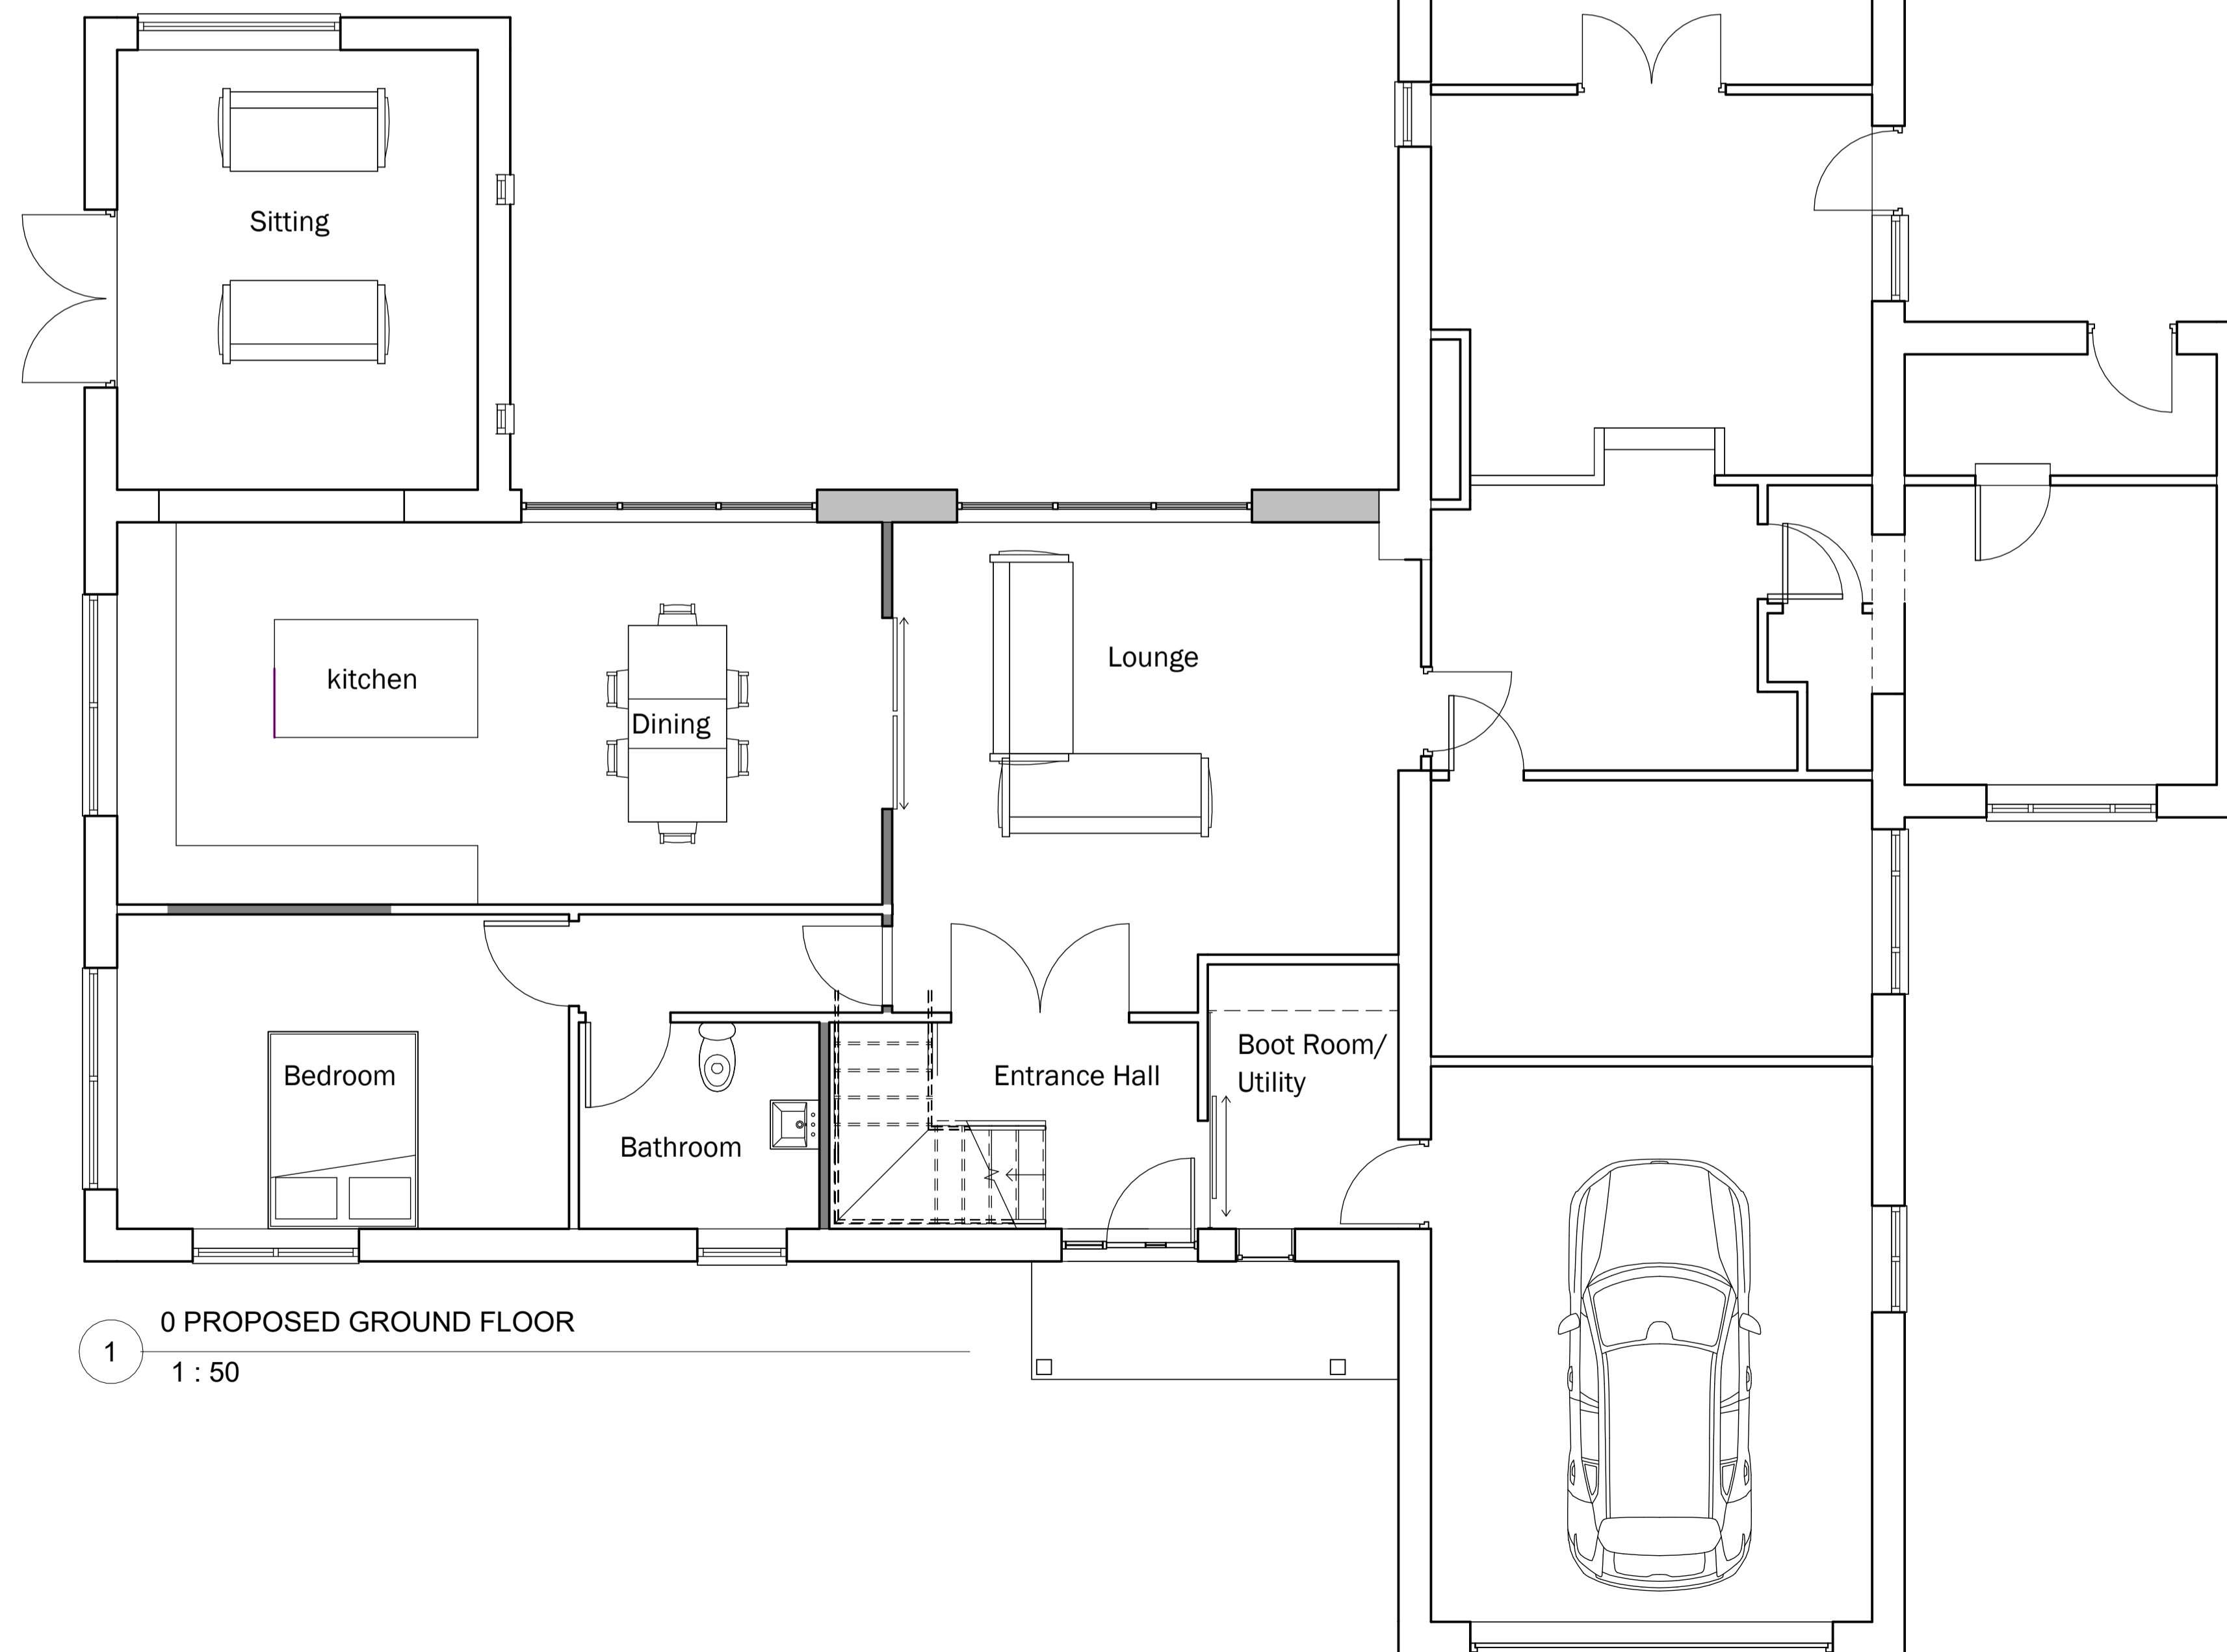 Sitting
kitchen
Dining
Lounge
Bedroom
Bathroom
Entrance Hall
Boot Room/
Utility
1
0 PROPOSED GROUND FLOOR
1 : 50